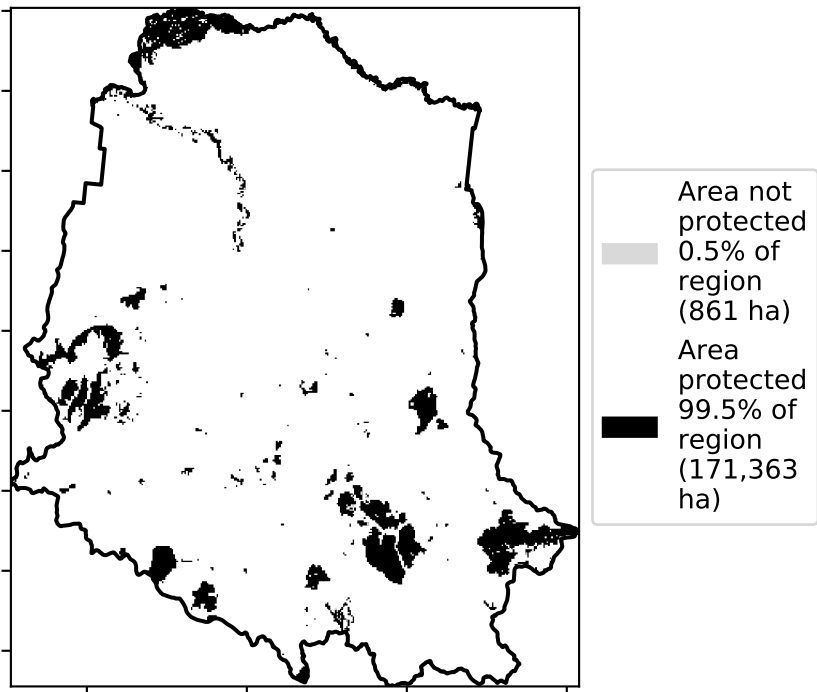 Area not
protected
0.5% of
region
(861 ha)
Area
protected
99.5% of
region
(171,363
ha)